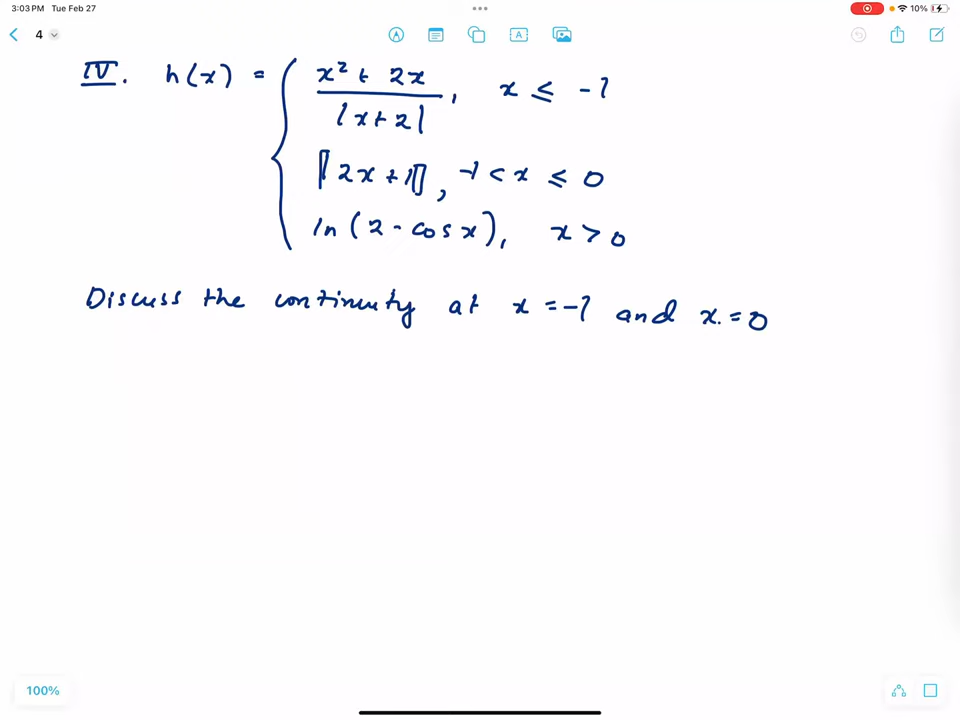 3:03 PM Tue Feb 27
10%
4
IV. h(x) = { x² + 2x / |x+2|, x ≤ -1
⟦2x + 1⟧, -1 < x ≤ 0
ln(2 - cos x), x > 0
Discuss the continuity at x = -1 and x = 0
100%